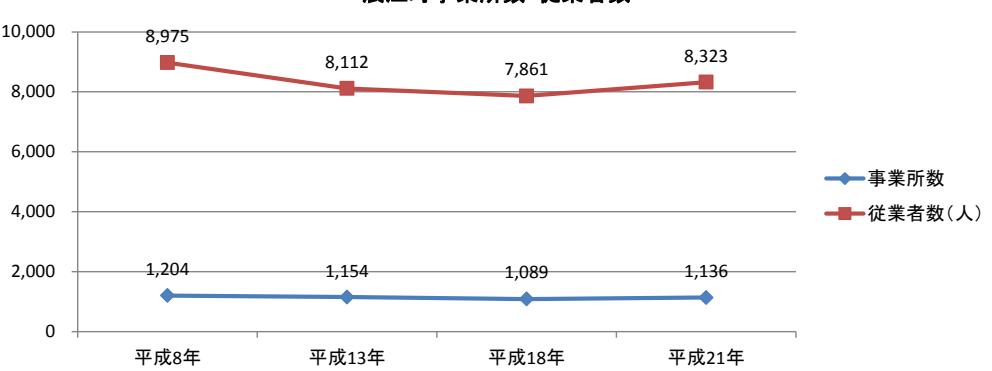 10,000
8,000
6,000
4,000
2,000
0
8,975
8,112
7,861
8,323
1,204
1,154
1,089
1,136
平成8年
平成13年
平成18年
平成21年
事業所数
従業者数(人)